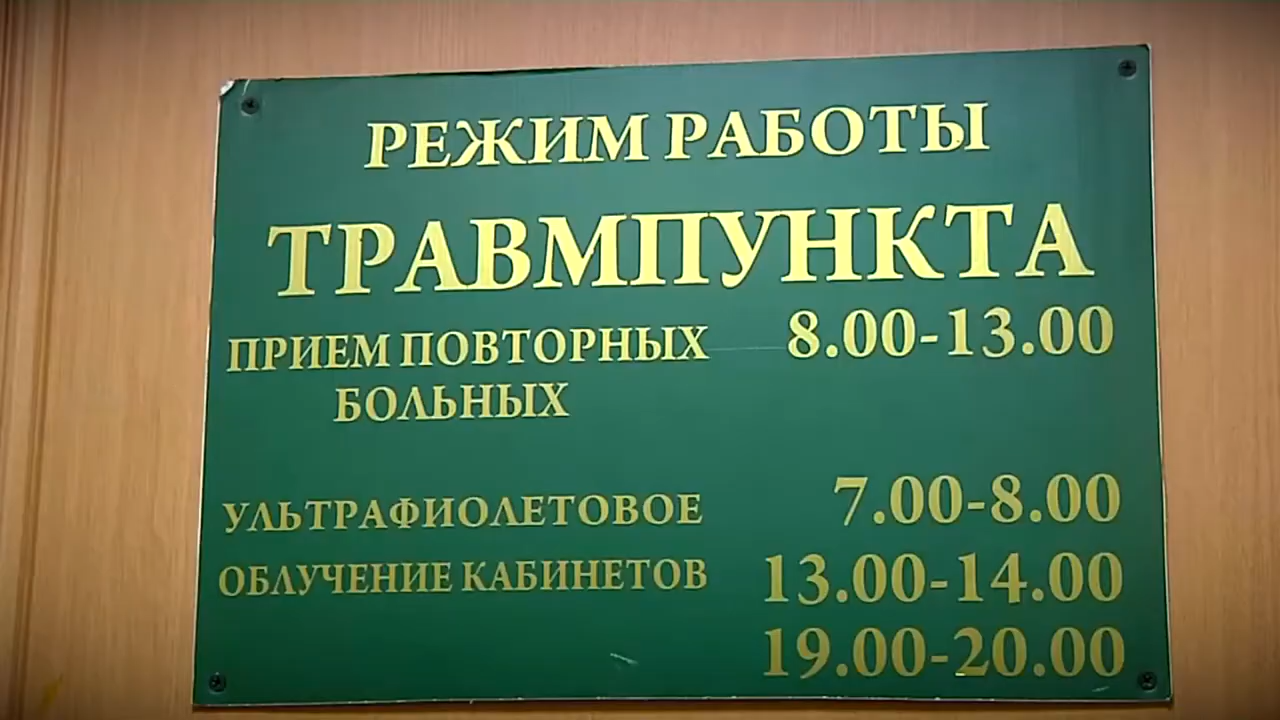 РЕЖИМ РАБОТЫ
ТРАВМПУНКТА
ПРИЕМ ПОВТОРНЫХ 8.00-13.00
БОЛЬНЫХ
УЛЬТРАФИОЛЕТОВОЕ 7.00-8.00
ОБЛУЧЕНИЕ КАБИНЕТОВ 13.00-14.00
19.00-20.00